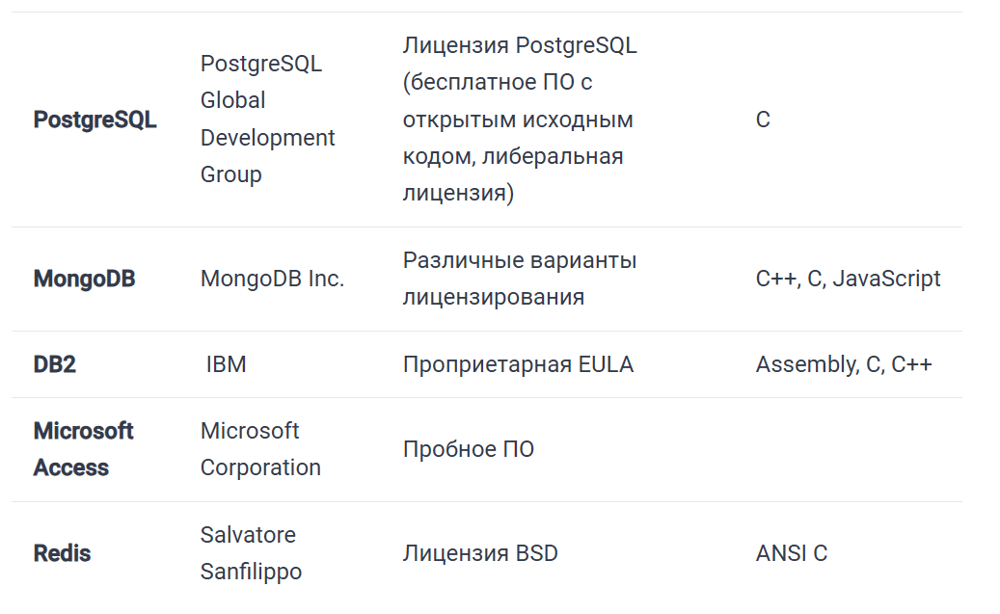 PostgreSQL
PostgreSQL
Global
Development
Group
Лицензия PostgreSQL
(бесплатное ПО с
открытым исходным
кодом, либеральная
лицензия)
C
MongoDB
MongoDB Inc.
Различные варианты
лицензирования
C++, C, JavaScript
DB2
IBM
Проприетарная EULA
Assembly, C, C++
Microsoft
Access
Microsoft
Corporation
Пробное ПО
Redis
Salvatore
Sanfilippo
Лицензия BSD
ANSI C